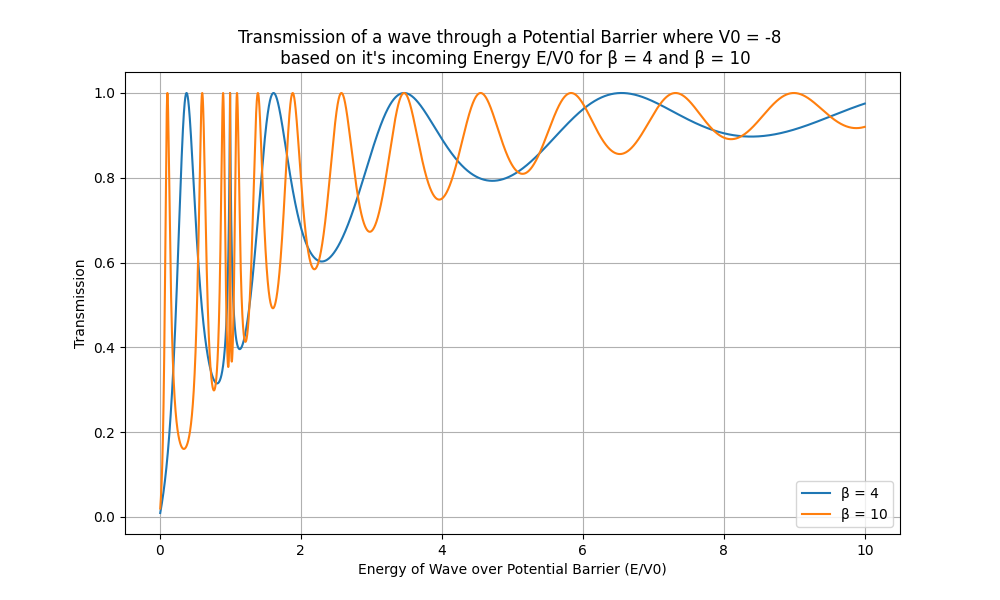 Transmission of a wave through a Potential Barrier where V0 = -8
based on it's incoming Energy E/V0 for β = 4 and β = 10
Transmission
1.0
0.8
0.6
0.4
0.2
0.0
β = 4
β = 10
0 2 4 6 8 10
Energy of Wave over Potential Barrier (E/V0)